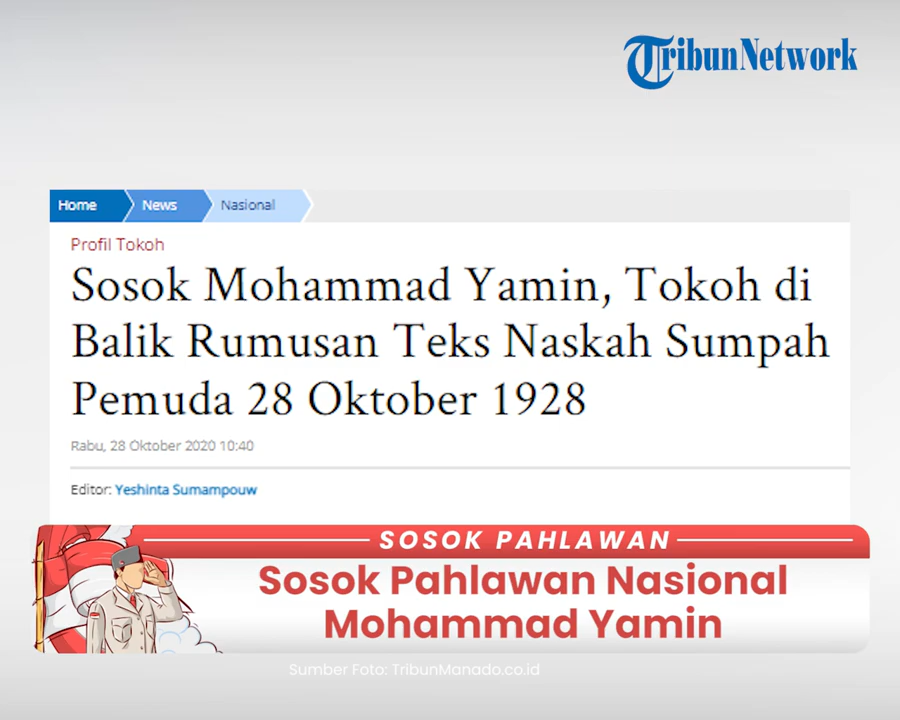 Tribun Network
Home News Nasional
Profil Tokoh
Sosok Mohammad Yamin, Tokoh di
Balik Rumusan Teks Naskah Sumpah
Pemuda 28 Oktober 1928
Rabu, 28 Oktober 2020 10:40
Editor: Yeshinta Sumampouw
SOSOK PAHLAWAN
Sosok Pahlawan Nasional
Mohammad Yamin
Sumber Foto: TribunManado.co.id